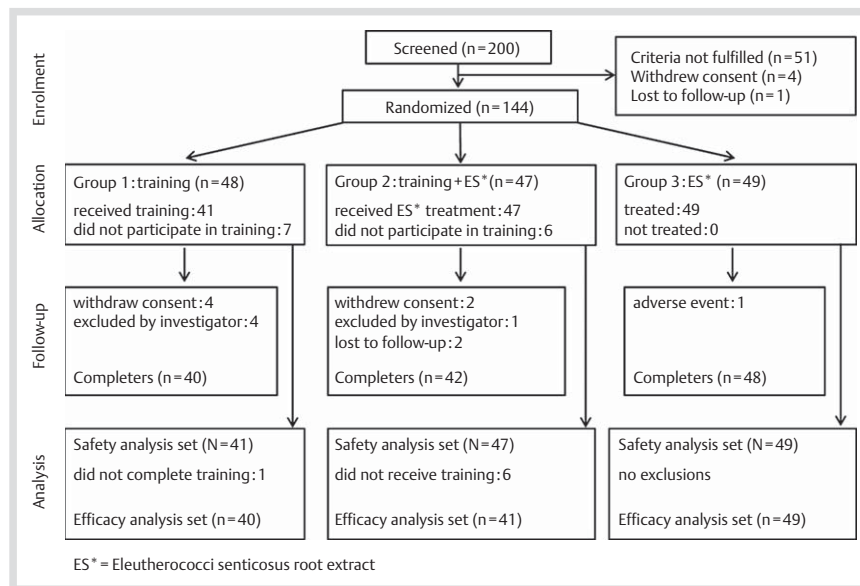 Enrolment
Screened (n=200)
Criteria not fulfilled (n=51)
Withdrew consent (n=4)
Lost to follow-up (n=1)
Randomized (n=144)
Allocation
Group 1:training (n=48)
received training:41
did not participate in training:7
Group 2:training+ES*(n=47)
received ES* treatment:47
did not participate in training:6
Group 3:ES* (n=49)
treated:49
not treated:0
Follow-up
withdraw consent:4
excluded by investigator:4
Completers (n=40)
withdrew consent:2
excluded by investigator:1
lost to follow-up:2
Completers (n=42)
adverse event:1
Completers (n=48)
Analysis
Safety analysis set (N=41)
did not complete training:1
Efficacy analysis set (n=40)
Safety analysis set (N=47)
did not receive training:6
Efficacy analysis set (n=41)
Safety analysis set (N=49)
no exclusions
Efficacy analysis set (n=49)
ES* = Eleutherococci senticosus root extract